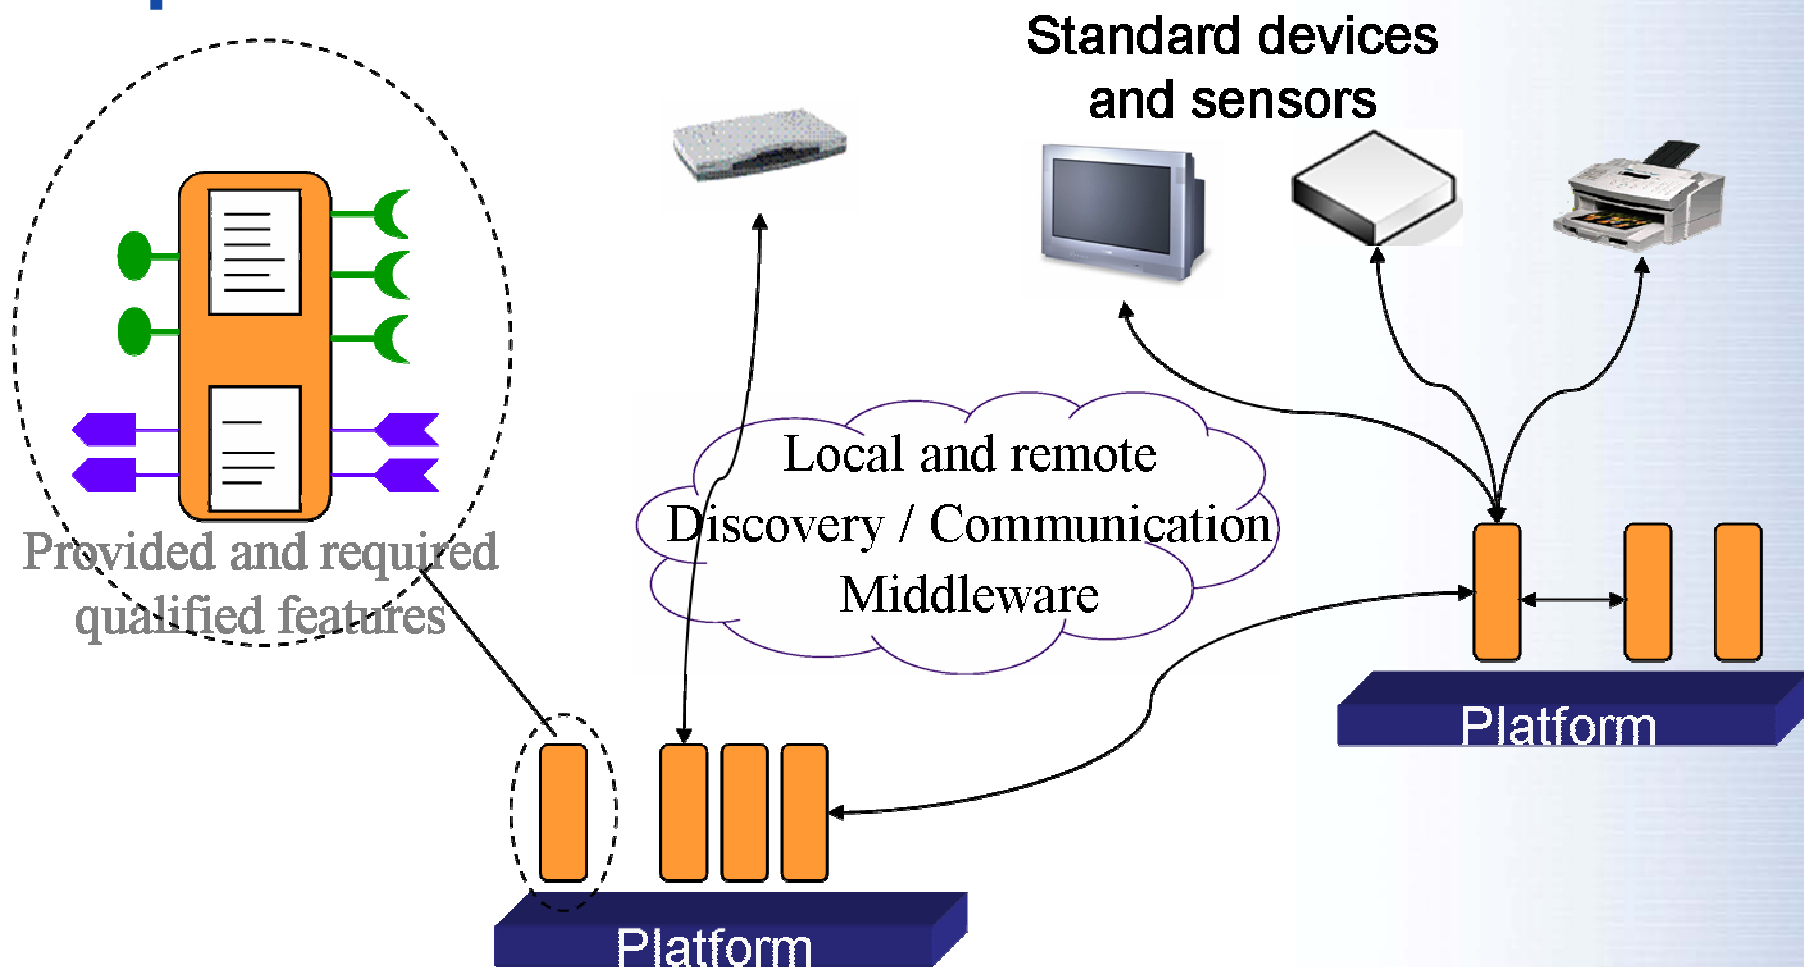 Standard devices
and sensors
Local and remote
Discovery / Communication
Middleware
Provided and required
qualified features
Platform
Platform